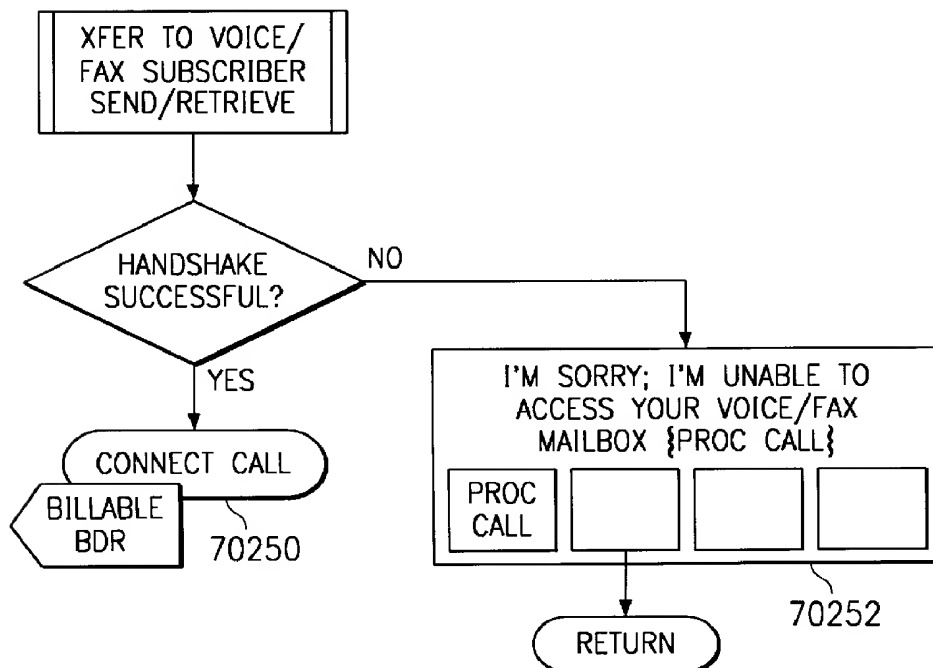 XFER TO VOICE/
FAX SUBSCRIBER
SEND/RETRIEVE
HANDSHAKE
SUCCESSFUL?
NO
YES
CONNECT CALL
BILLABLE
BDR
70250
I'M SORRY; I'M UNABLE TO
ACCESS YOUR VOICE/FAX
MAILBOX {PROC CALL}
PROC
CALL
70252
RETURN